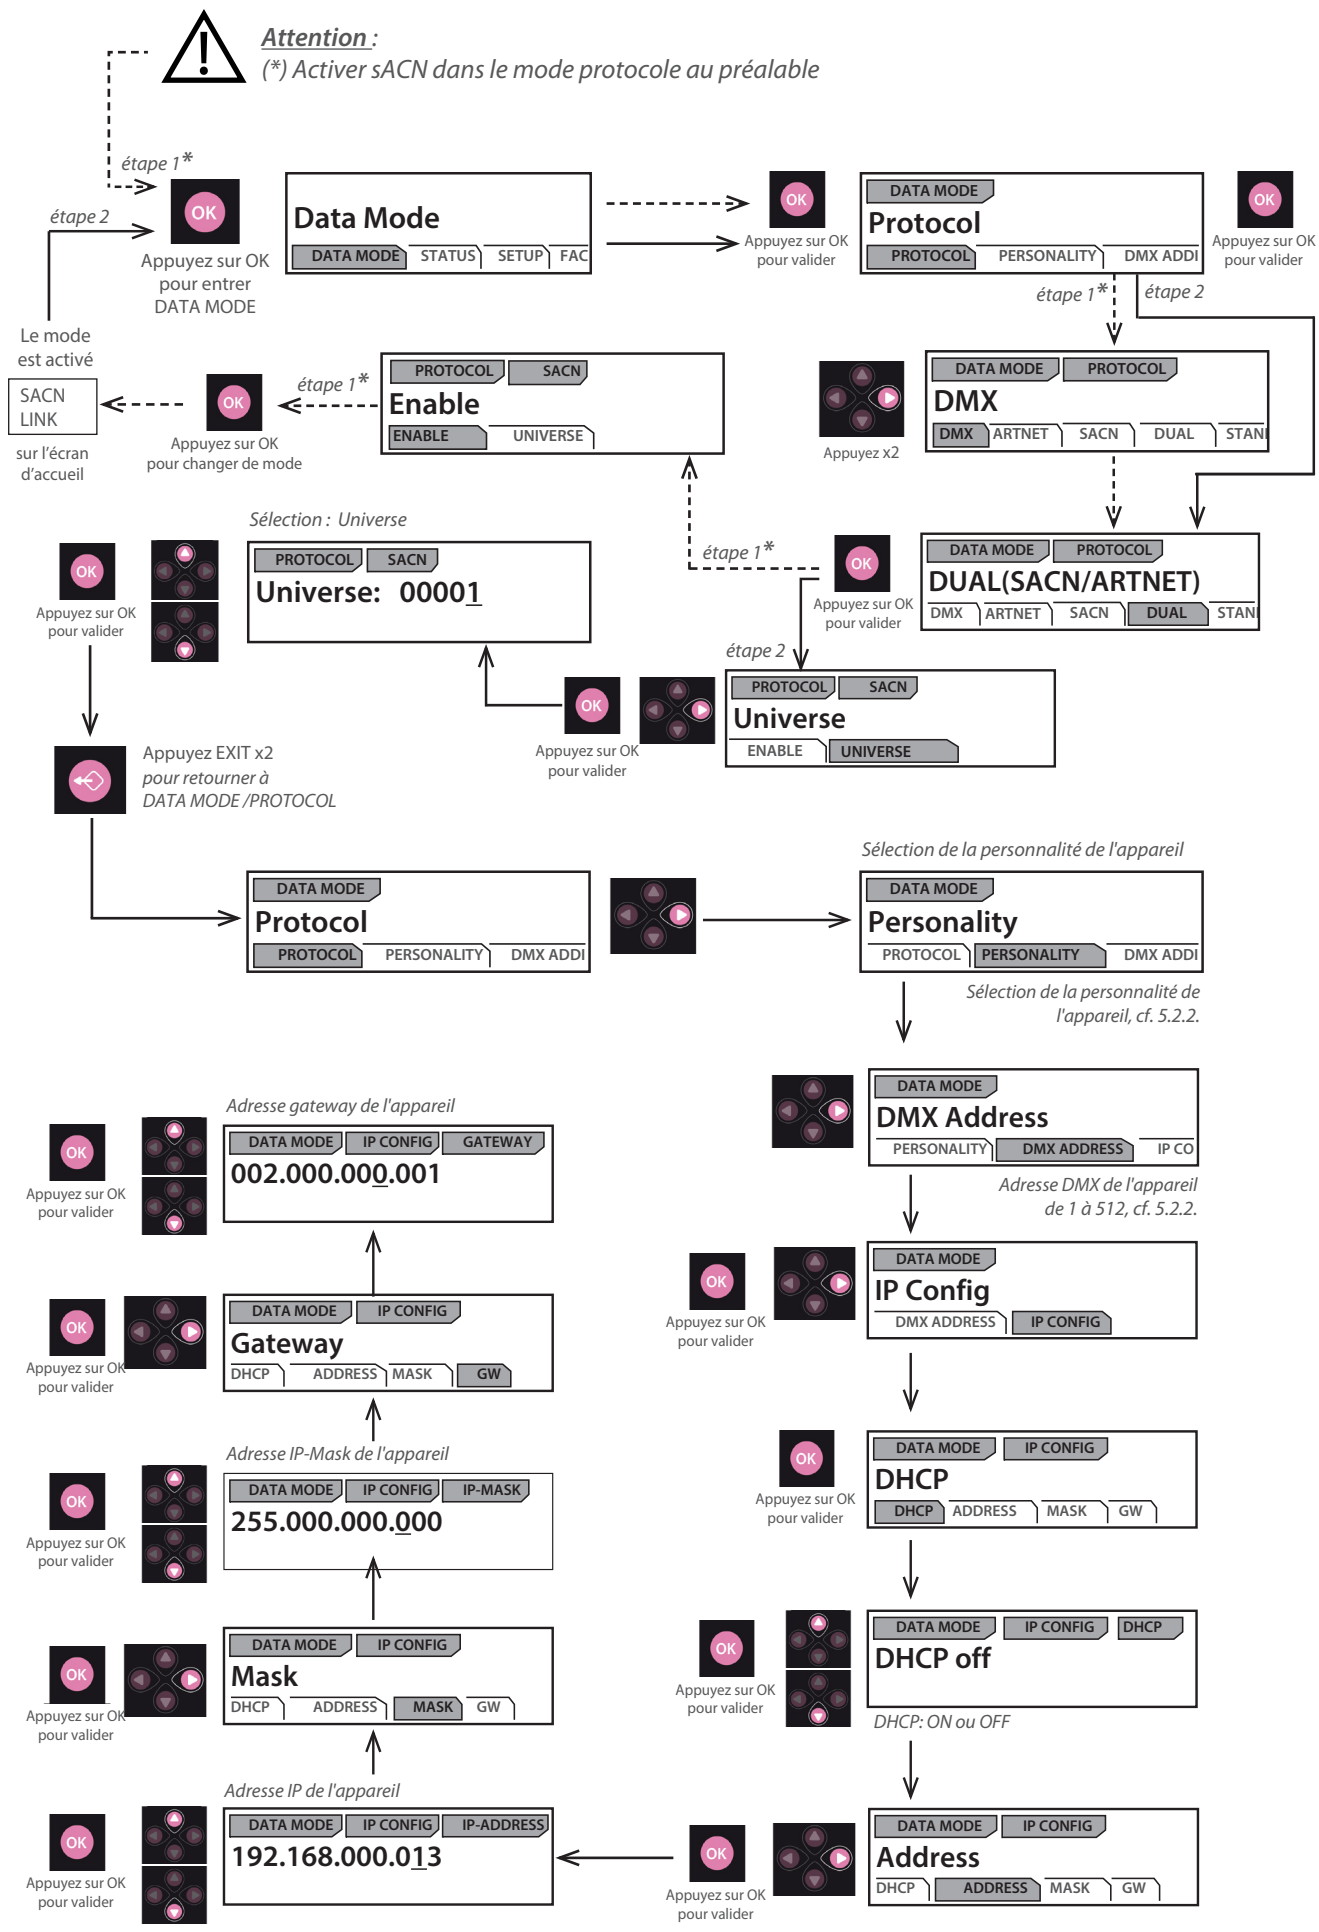 Attention :
(*) Activer sACN dans le mode protocole au préalable
étape 1*
étape 2
OK
Appuyez sur OK
pour entrer
DATA MODE
Data Mode
DATA MODE STATUS SETUP FAC
OK
Appuyez sur OK
pour valider
DATA MODE
Protocol
PROTOCOL PERSONALITY DMX ADDI
OK
Appuyez sur OK
pour valider
étape 1*
étape 2
Le mode
est activé
SACN
LINK
sur l'écran
d'accueil
OK
Appuyez sur OK
pour changer de mode
étape 1*
PROTOCOL SACN
Enable
ENABLE UNIVERSE
Appuyez x2
DATA MODE PROTOCOL
DMX
DMX ARTNET SACN DUAL STANI
Sélection : Universe
OK
Appuyez sur OK
pour valider
PROTOCOL SACN
Universe: 00001
étape 1*
OK
Appuyez sur OK
pour valider
DATA MODE PROTOCOL
DUAL(SACN/ARTNET)
DMX ARTNET SACN DUAL STANI
étape 2
OK
Appuyez sur OK
pour valider
PROTOCOL SACN
Universe
ENABLE UNIVERSE
Appuyez EXIT x2
pour retourner à
DATA MODE /PROTOCOL
DATA MODE
Protocol
PROTOCOL PERSONALITY DMX ADDI
Sélection de la personnalité de l'appareil
DATA MODE
Personality
PROTOCOL PERSONALITY DMX ADDI
Sélection de la personnalité de
l'appareil, cf. 5.2.2.
DATA MODE
DMX Address
PERSONALITY DMX ADDRESS IP CO
Adresse DMX de l'appareil
de 1 à 512, cf. 5.2.2.
OK
Appuyez sur OK
pour valider
DATA MODE
IP Config
DMX ADDRESS IP CONFIG
OK
Appuyez sur OK
pour valider
DATA MODE IP CONFIG
DHCP
DHCP ADDRESS MASK GW
OK
Appuyez sur OK
pour valider
DATA MODE IP CONFIG DHCP
DHCP off
DHCP: ON ou OFF
OK
Appuyez sur OK
pour valider
DATA MODE IP CONFIG
Address
DHCP ADDRESS MASK GW
Adresse IP de l'appareil
OK
Appuyez sur OK
pour valider
DATA MODE IP CONFIG IP-ADDRESS
192.168.000.013
OK
Appuyez sur OK
pour valider
DATA MODE IP CONFIG
Mask
DHCP ADDRESS MASK GW
Adresse IP-Mask de l'appareil
OK
Appuyez sur OK
pour valider
DATA MODE IP CONFIG IP-MASK
255.000.000.000
OK
Appuyez sur OK
pour valider
DATA MODE IP CONFIG
Gateway
DHCP ADDRESS MASK GW
Adresse gateway de l'appareil
OK
Appuyez sur OK
pour valider
DATA MODE IP CONFIG GATEWAY
002.000.000.001